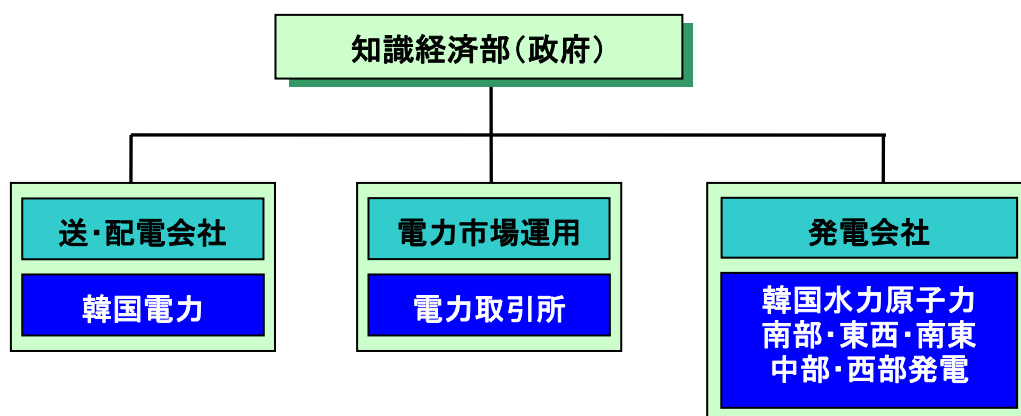 知識経済部（政府）
送・配電会社
韓国電力
電力市場運用
電力取引所
発電会社
韓国水力原子力
南部・東西・南東
中部・西部発電